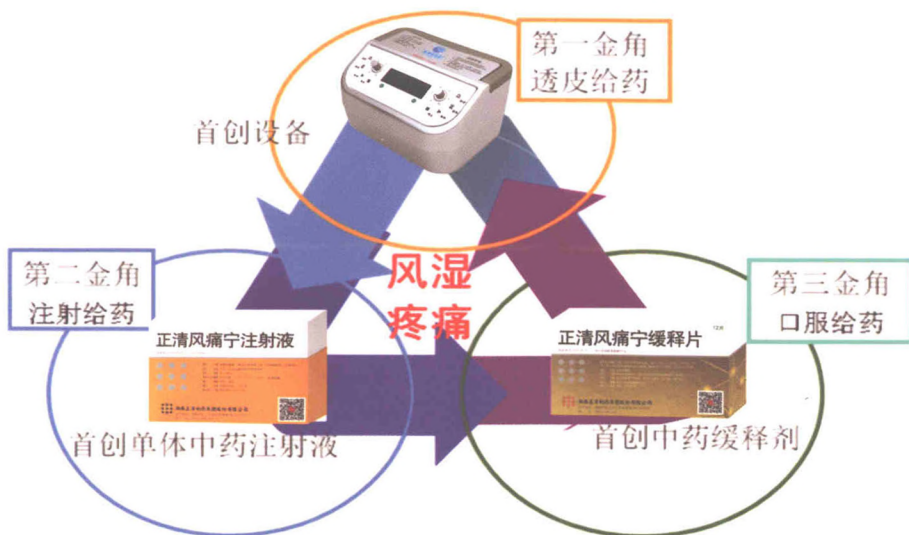 第一金角
透皮给药
首创设备
风湿
疼痛
第二金角
注射给药
正清风痛宁注射液
首创单体中药注射液
第三金角
口服给药
正清风痛宁缓释片
首创中药缓释剂